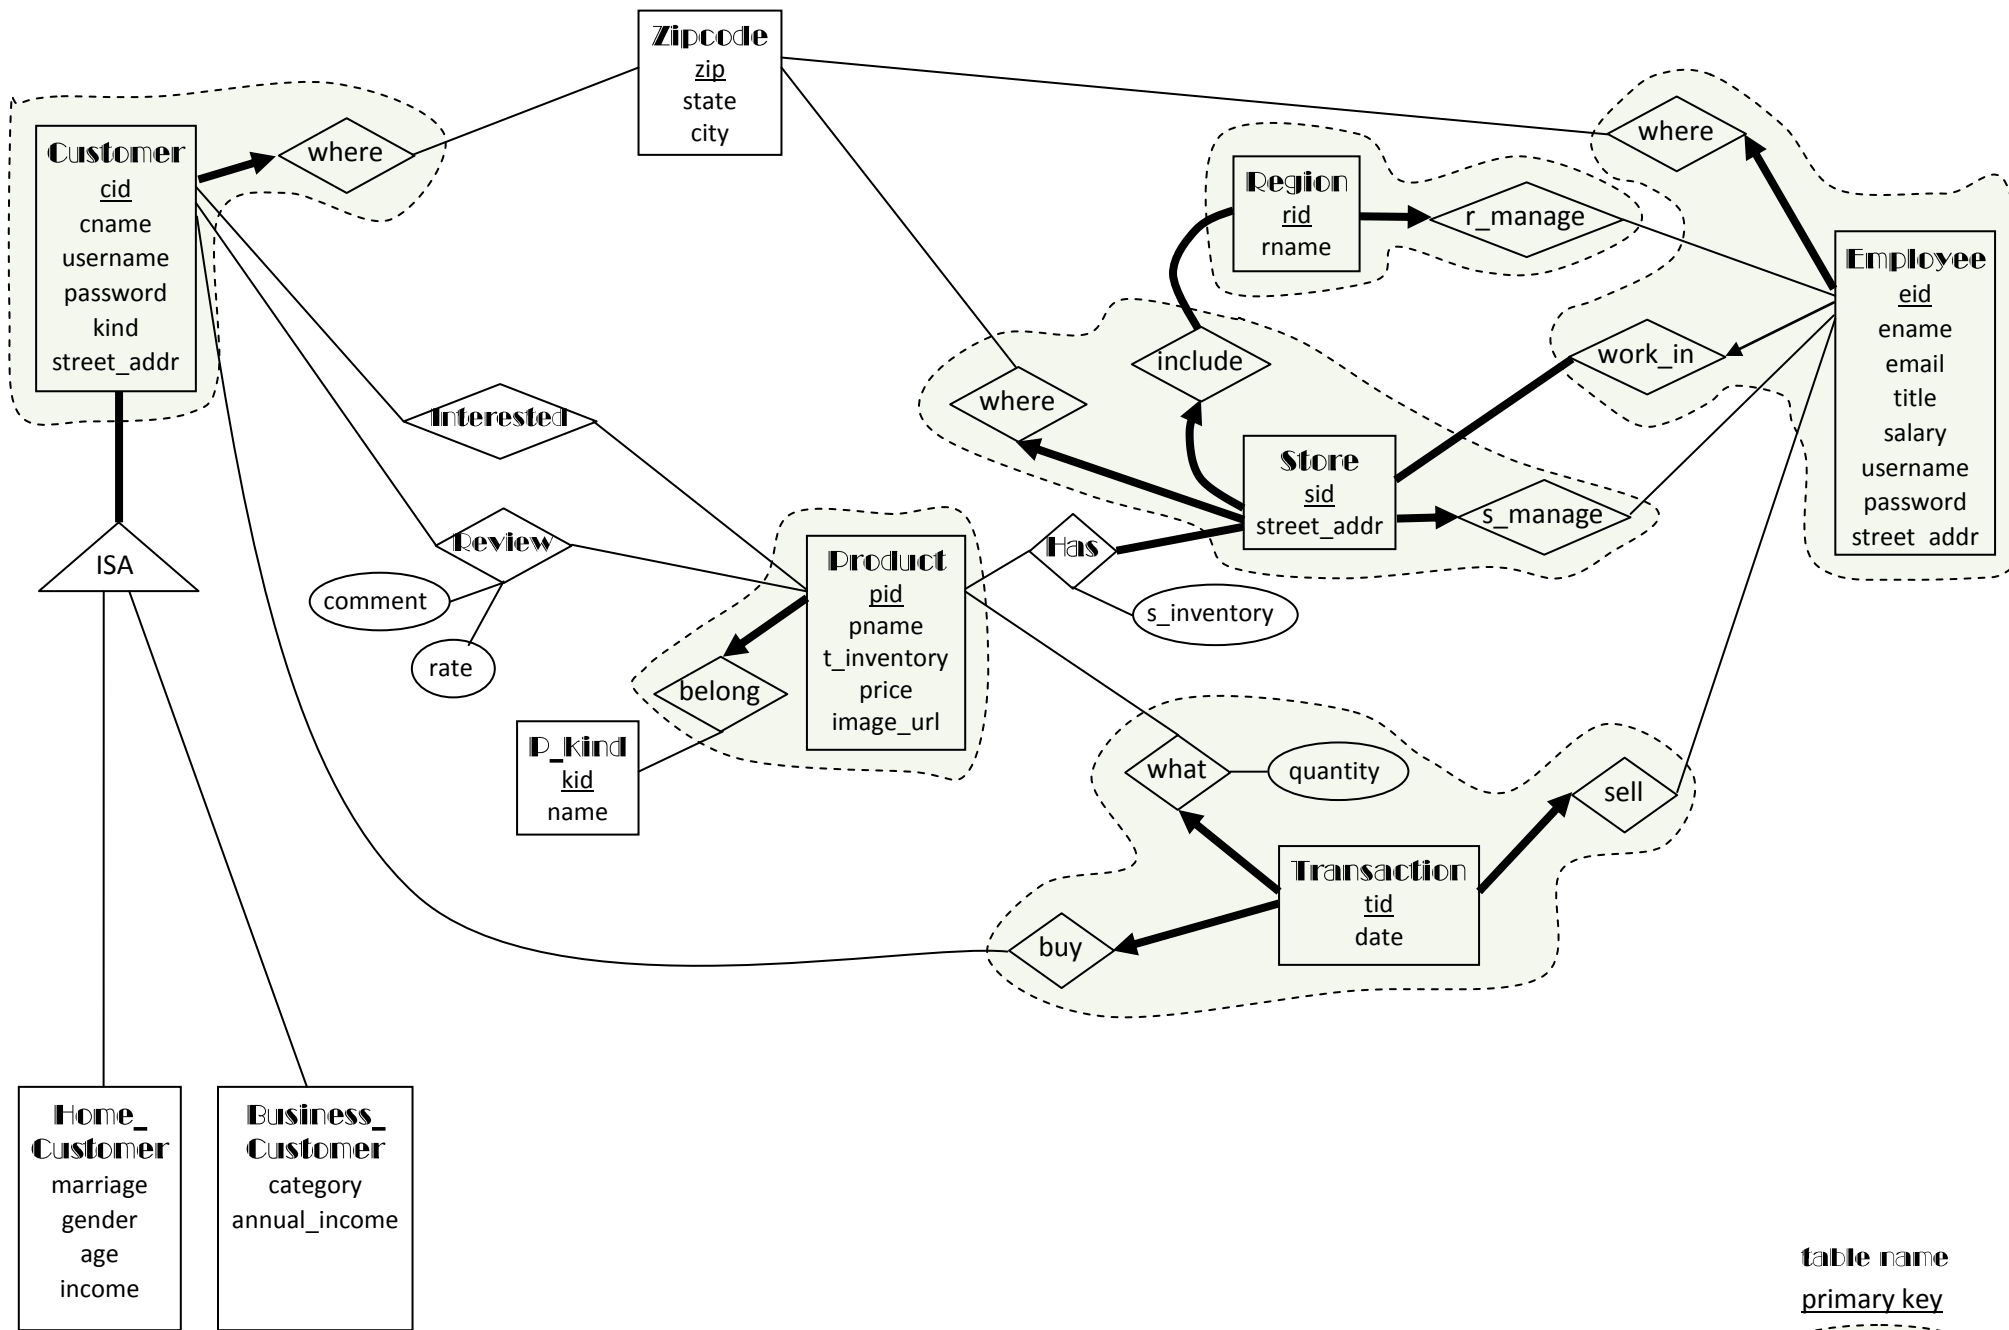 Zipcode
zip
state
city
Customer
cid
cname
username
password
kind
street_addr
where
where
Region
rid
rname
r_manage
Employee
eid
ename
email
title
salary
username
password
street_addr
include
work_in
where
Interested
Store
sid
street_addr
s_manage
Review
comment
rate
Has
s_inventory
ISA
Product
pid
pname
t_inventory
price
image_url
belong
P_kind
kid
name
what
quantity
sell
Transaction
tid
date
buy
Home_
Customer
marriage
gender
age
income
Business_
Customer
category
annual_income
table name
primary key